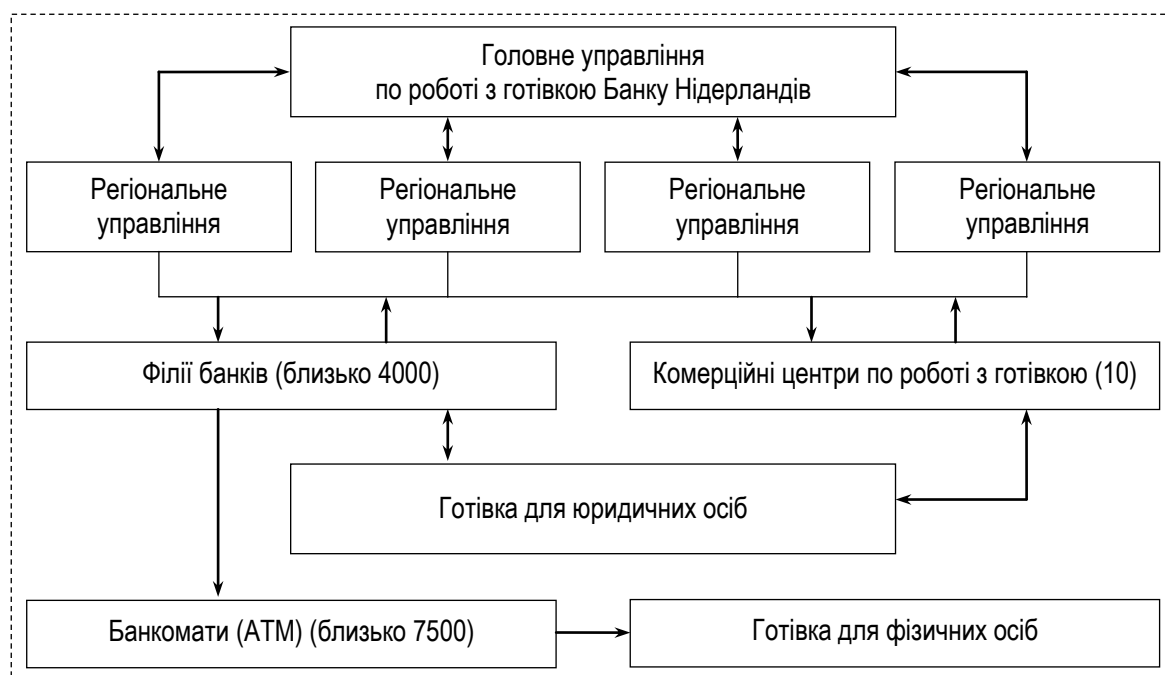 Головне управління
по роботі з готівкою Банку Нідерландів
Регіональне
управління
Регіональне
управління
Регіональне
управління
Регіональне
управління
Філії банків (близько 4000)
Комерційні центри по роботі з готівкою (10)
Готівка для юридичних осіб
Банкомати (АТМ) (близько 7500)
Готівка для фізичних осіб